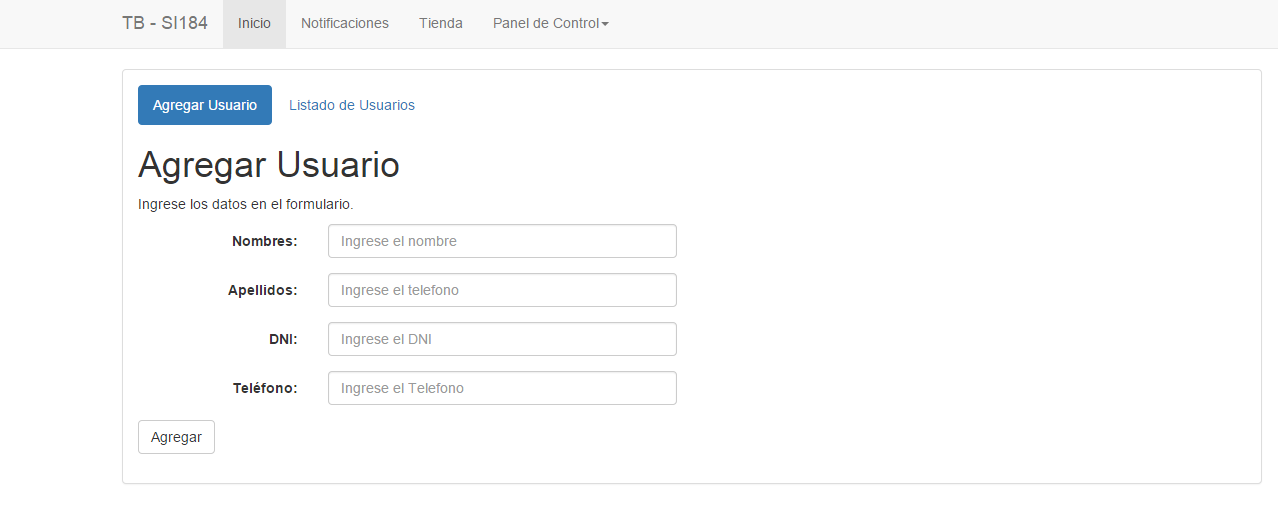 TB - SI184 Inicio Notificaciones Tienda Panel de Control
Agregar Usuario Listado de Usuarios
Agregar Usuario
Ingrese los datos en el formulario.
Nombres: Ingrese el nombre
Apellidos: Ingrese el telefono
DNI: Ingrese el DNI
Teléfono: Ingrese el Telefono
Agregar